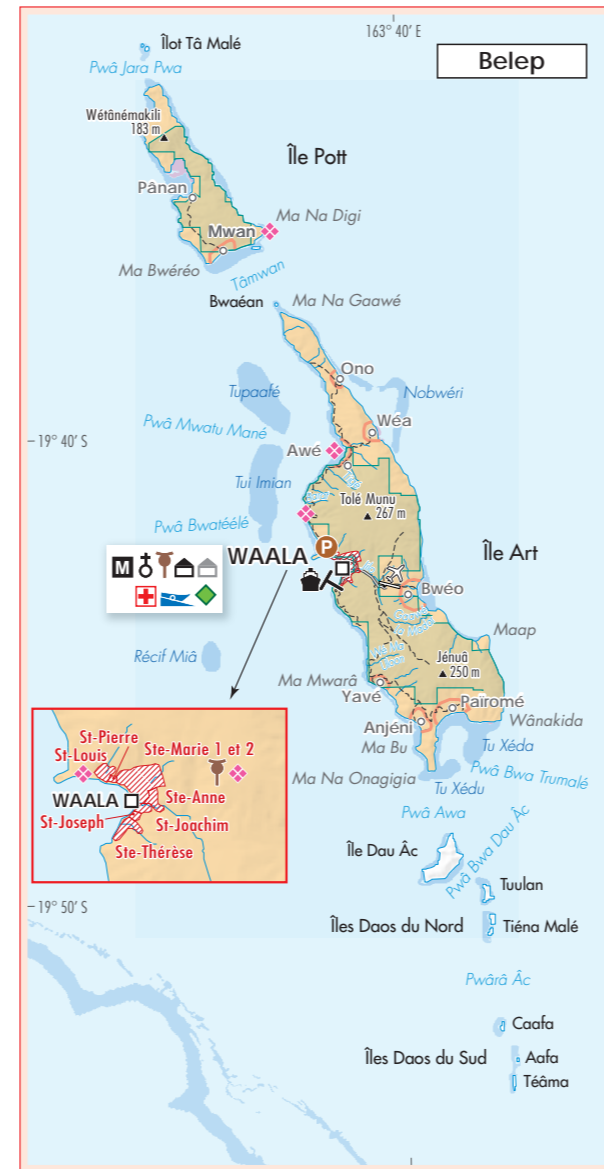 163° 40' E
Belep
Îlot Tâ Malé
Pwâ Jara Pwa
Wétânémakili
183 m
Île Pott
Pânan
Ma Na Digi
Mwan
Ma Bwéréo
Tâmwan
Bwaéan
Ma Na Gaawé
Ono
Tupaafé
Nobwéri
Wéa
Pwâ Mwatu Mané
19° 40' S
Awé
Tui Imian
Tolé Munu
267 m
Pwâ Bwatéélé
P
WAALA
Île Art
M
Bwéo
Maap
Récif Miâ
Jénuâ
250 m
Ma Mwarâ
Yavé
Païromé
Anjéni
Wânakida
Ma Bu
Tu Xéda
Pwâ Bwa Trumalé
Ma Na Onagigia
Tu Xédu
St-Pierre
St-Louis
Ste-Marie 1 et 2
WAALA
Ste-Anne
St-Joseph
St-Joachim
Ste-Thérèse
Pwâ Awa
Île Dau Âc
Pwâ Bwa Dau Âc
Tuulan
19° 50' S
Îles Daos du Nord
Tiéna Malé
Pwârâ Âc
Caafa
Îles Daos du Sud
Aafa
Téâma